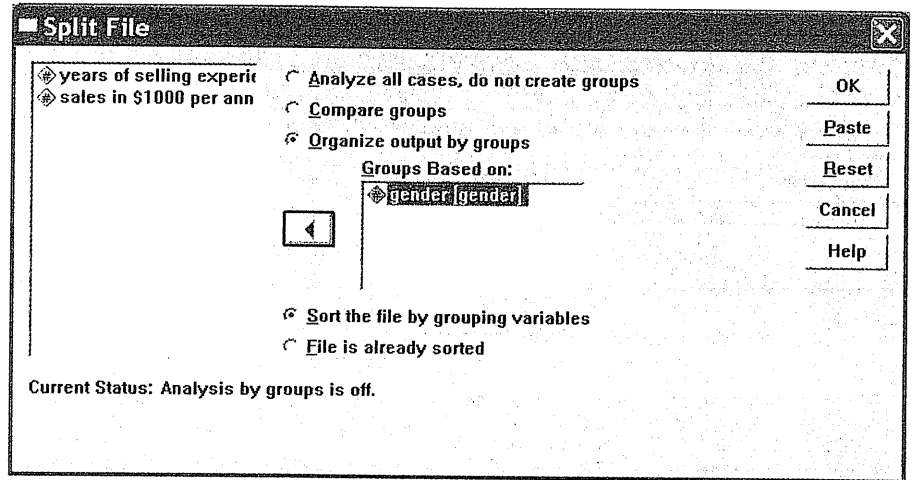 Split File
years of selling experie
sales in $1000 per ann
Analyze all cases, do not create groups
Compare groups
Organize output by groups
Groups Based on:
gender [gender]
Sort the file by grouping variables
File is already sorted
Current Status: Analysis by groups is off.
OK
Paste
Reset
Cancel
Help